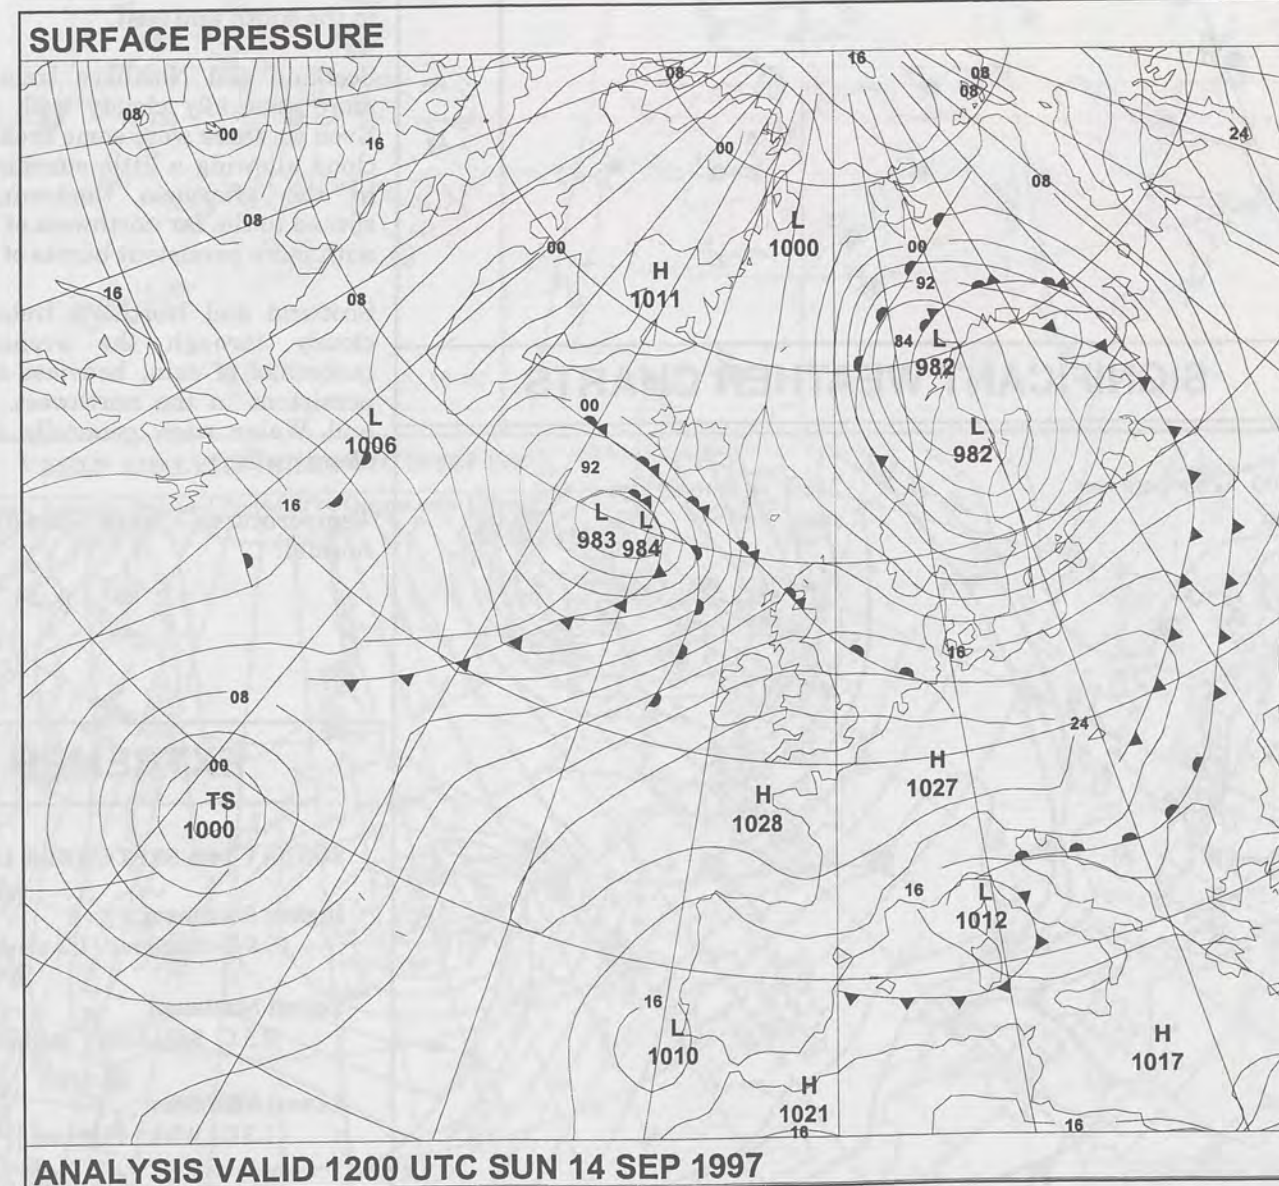 SURFACE PRESSURE
16
08
08
08
08
00
16
24
00
08
08
L
1000
00
00
16
H
1011
92
08
84
L
982
L
1006
00
L
982
92
16
L
983
L
984
16
08
24
00
TS
1000
H
1027
H
1028
16
L
1012
16
L
1010
H
1017
H
1021
16
16
ANALYSIS VALID 1200 UTC SUN 14 SEP 1997